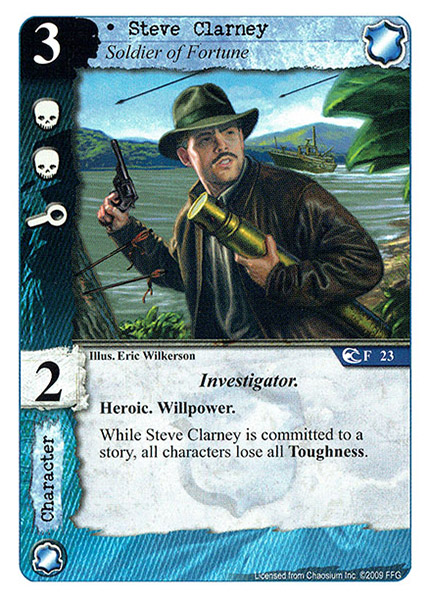 3
• Steve Clarney
Soldier of Fortune
Illus. Eric Wilkerson
F 23
2
Investigator.
Heroic. Willpower.
While Steve Clarney is committed to a
story, all characters lose all Toughness.
Character
Licensed from Chaosium Inc. ©2009 FFG